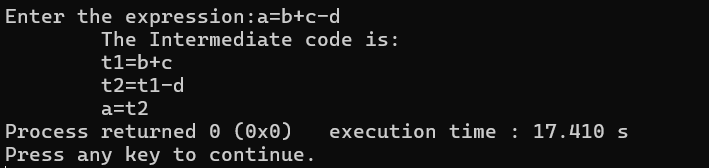 Enter the expression:a=b+c-d
The Intermediate code is:
t1=b+c
t2=t1-d
a=t2
Process returned 0 (0x0)   execution time : 17.410 s
Press any key to continue.